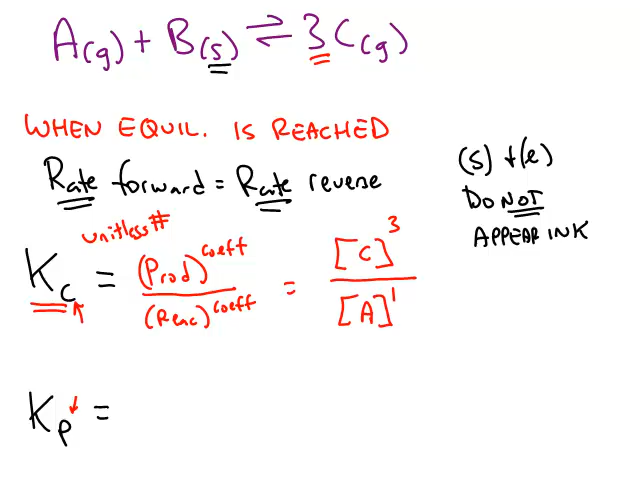 A(g) + B(s) ⇌ 3C(g)
WHEN EQUIL. IS REACHED
Rate forward = Rate reverse
(s) + (l)
DO NOT
APPEAR IN K
unitless #
Kc = (Prod)^coeff / (Reac)^coeff = [C]^3 / [A]^1
Kp =